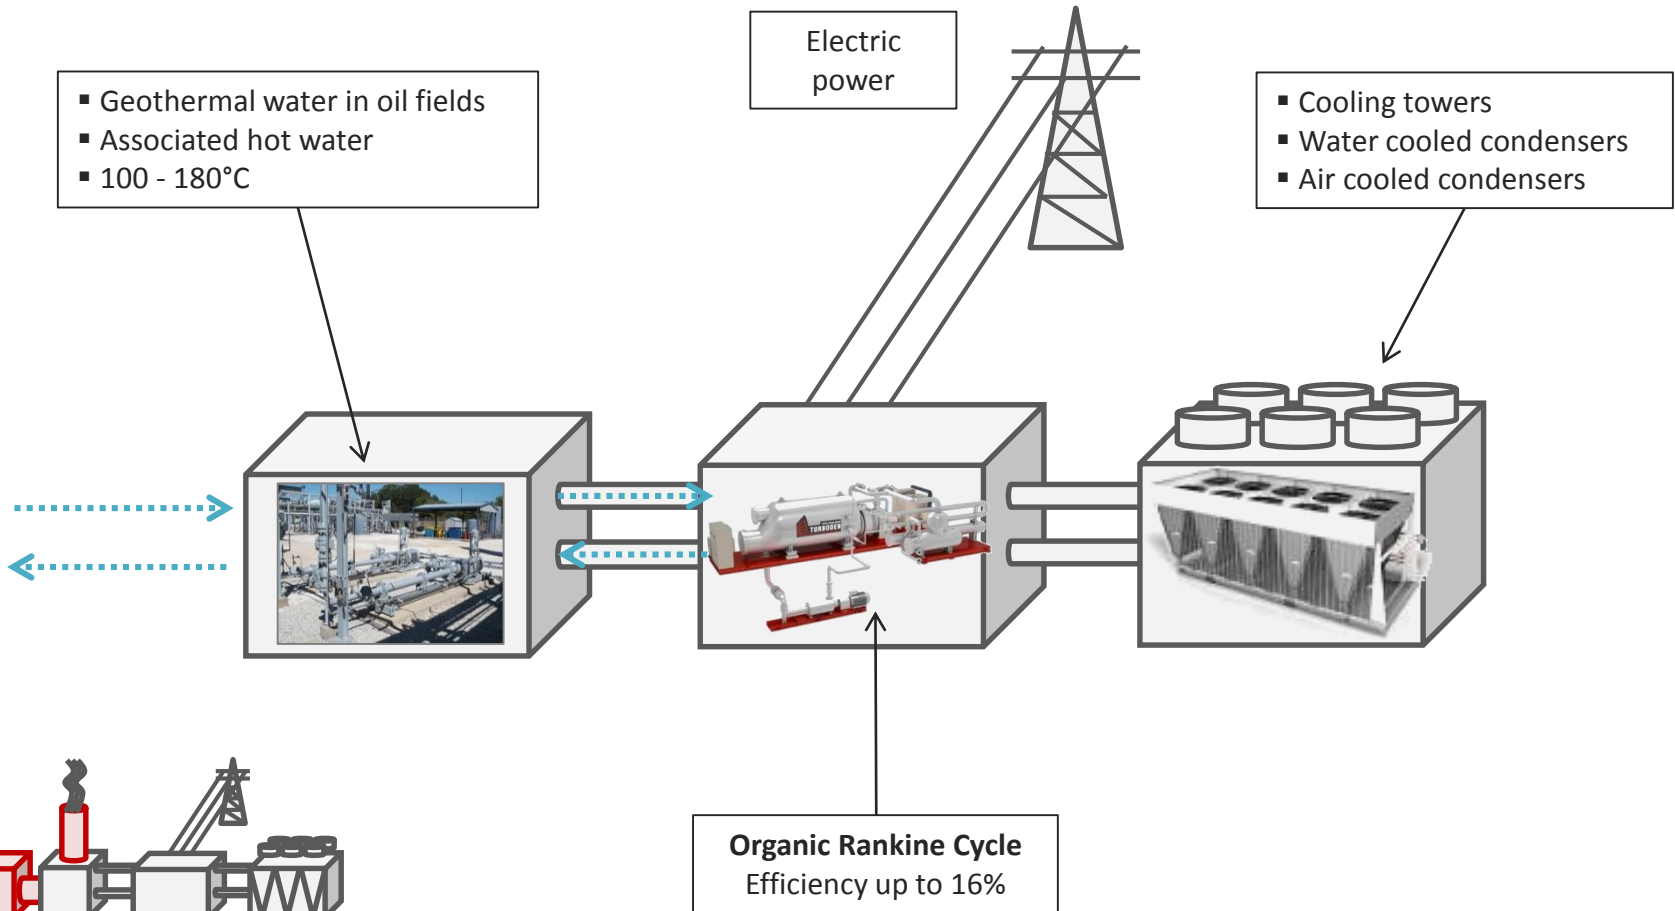 Electric
power
▪ Geothermal water in oil fields
▪ Associated hot water
▪ 100 - 180°C
▪ Cooling towers
▪ Water cooled condensers
▪ Air cooled condensers
TURBODEN
Organic Rankine Cycle
Efficiency up to 16%